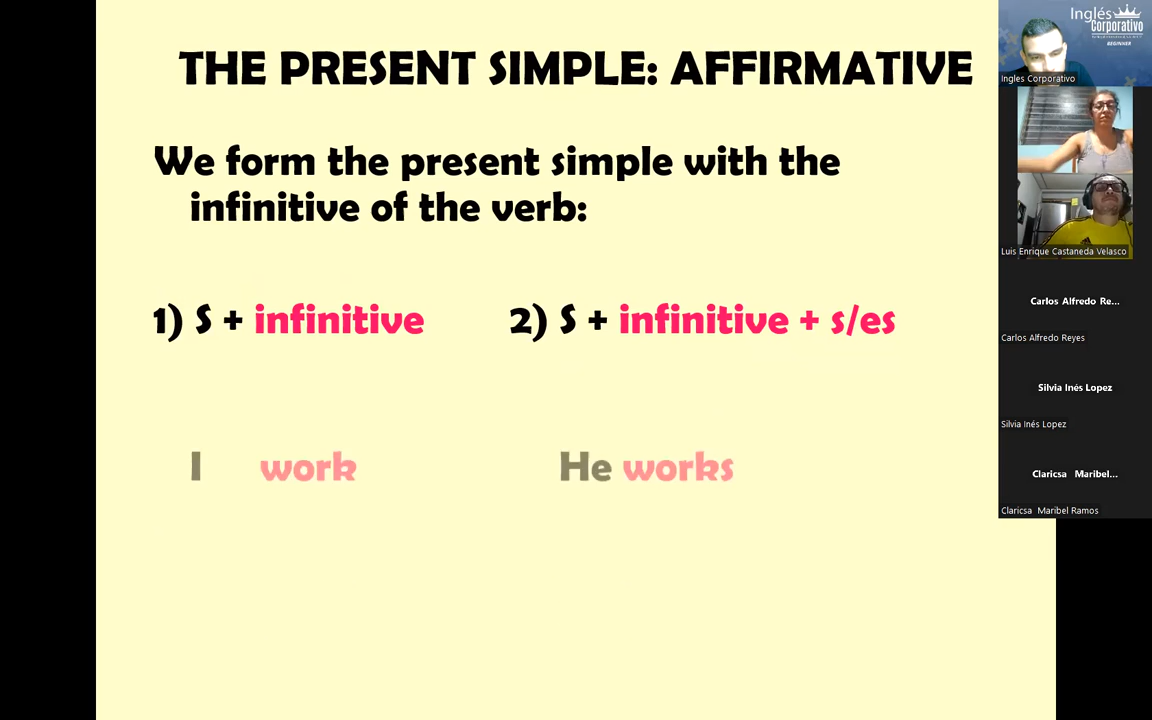 THE PRESENT SIMPLE: AFFIRMATIVE
We form the present simple with the
infinitive of the verb:
1) S + infinitive
2) S + infinitive + s/es
I work
He works
Inglés
Corporativo
BEGINNER
Ingles Corporativo
Luis Enrique Castaneda Velasco
Carlos Alfredo Re...
Carlos Alfredo Reyes
Silvia Inés Lopez
Silvia Inés Lopez
Claricsa Maribel...
Claricsa Maribel Ramos